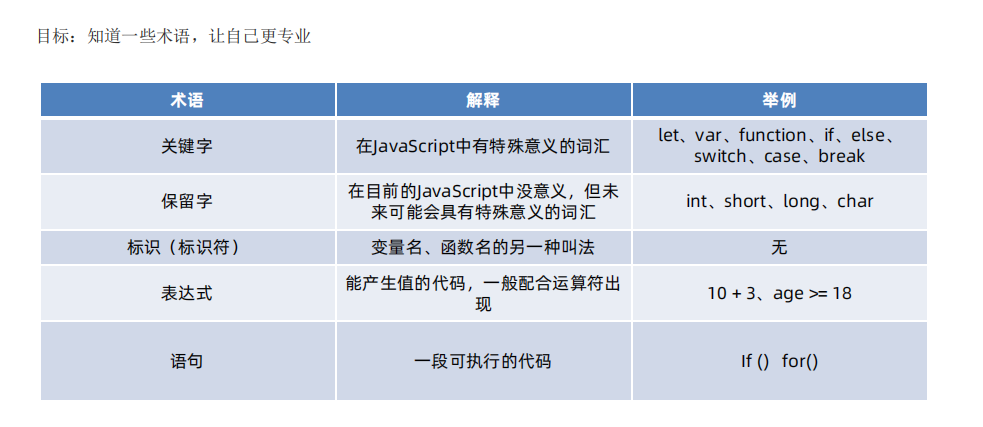 目标：知道一些术语，让自己更专业
术语 解释 举例
关键字 在JavaScript中有特殊意义的词汇 let、var、function、if、else、
switch、case、break
保留字 在目前的JavaScript中没意义，但未
来可能会具有特殊意义的词汇 int、short、long、char
标识（标识符） 变量名、函数名的另一种叫法 无
表达式 能产生值的代码，一般配合运算符出
现 10 + 3、age >= 18
语句 一段可执行的代码 If () for()